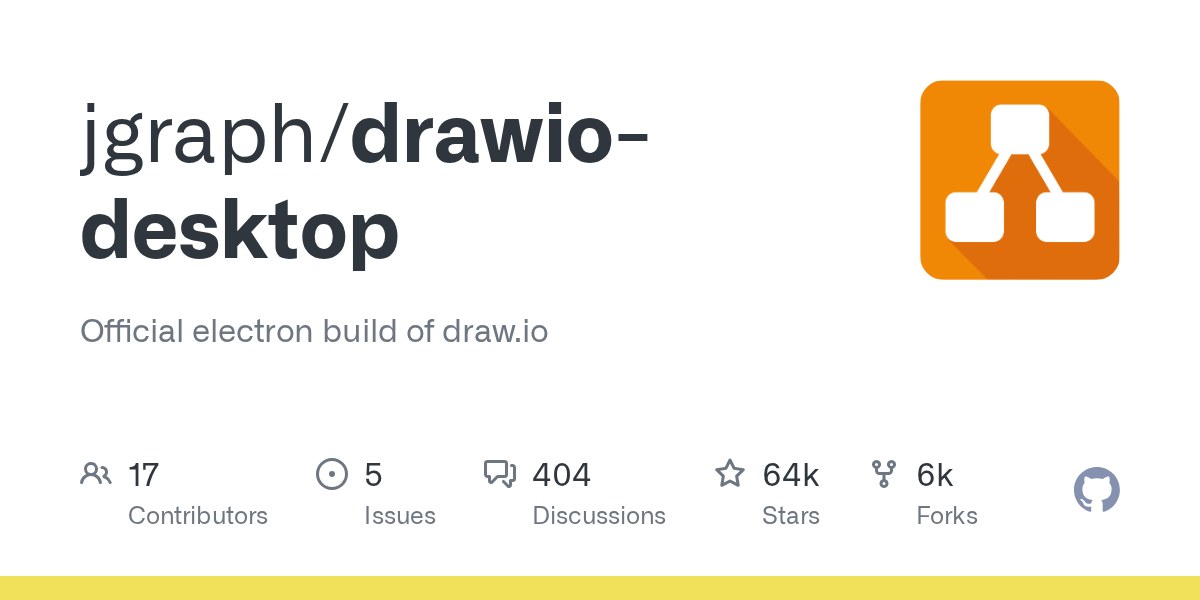 jgraph/drawio-
desktop
Official electron build of draw.io
17 5 404 64k 6k
Contributors Issues Discussions Stars Forks